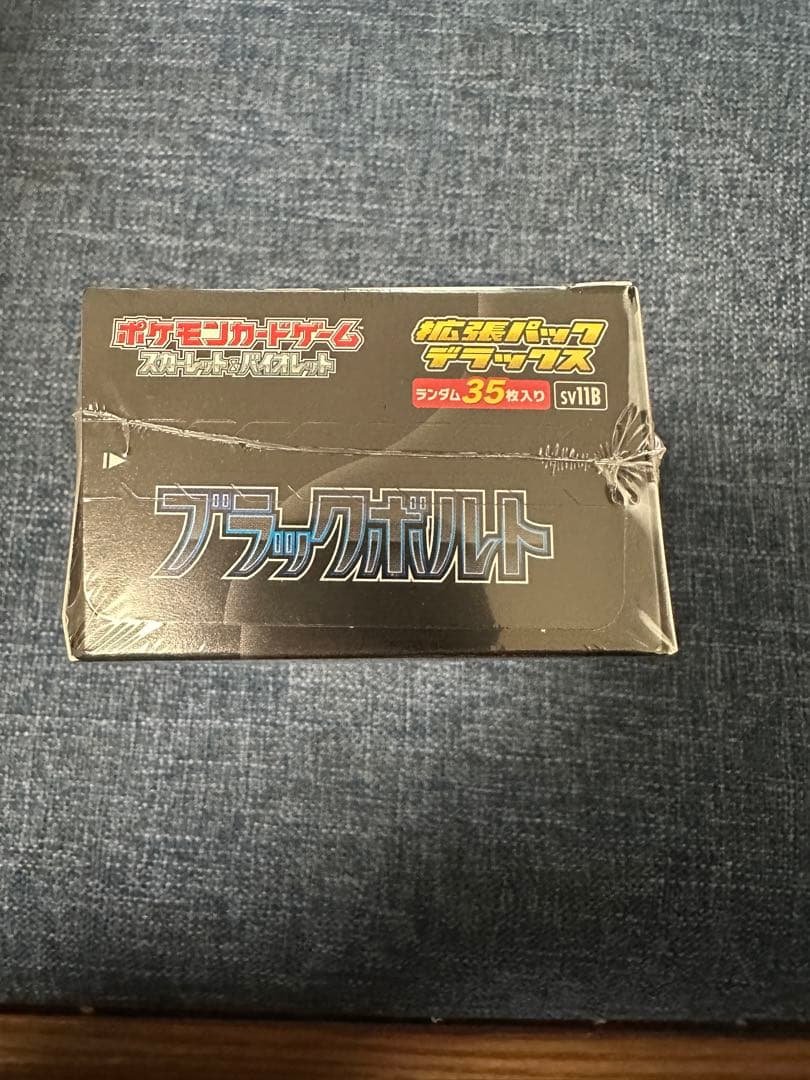 ポケモンカードゲーム
スカーレット&バイオレット
拡張パック
デラックス
ランダム35枚入り SV11B
ブラックボルト